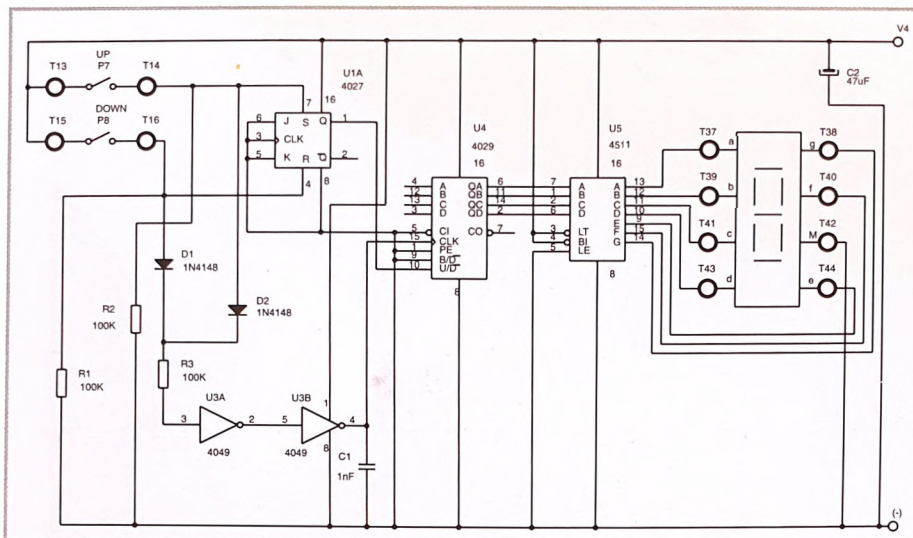 V4
UP
T13 P7 T14
DOWN
T15 P8 T16
U1A
4027
7 16
6 J S Q 1
3 CLK
5 K R Q 2
4 8
C2
47uF
U4
4029
16
4 A QA 6
12 B QB 11
13 C QC 14
3 D QD 2
5 CI CO 7
15 CLK
1 PE
9 B/D
10 U/D
8
U5
4511
16
7 A A 13
1 B B 12
2 C C 11
6 D D 10
E 9
3 LT F 15
4 BI G 14
5 LE
8
T37 a g T38
T39 b f T40
T41 c M T42
T43 d e T44
D1
1N4148
D2
1N4148
R2
100K
R1
100K
R3
100K
U3A
3 2
4049
U3B
5 4
4049
1
8
C1
1nF
(-)